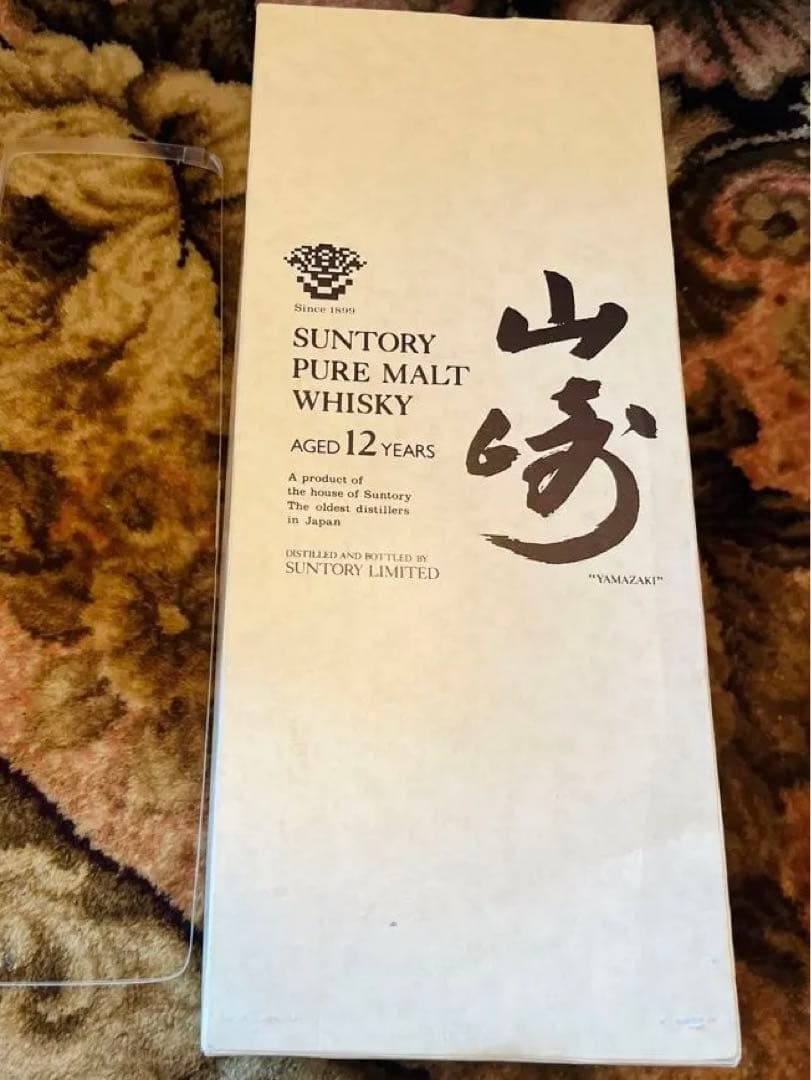 Since 1899
SUNTORY
PURE MALT
WHISKY
AGED 12 YEARS
A product of
the house of Suntory
The oldest distillers
in Japan
DISTILLED AND BOTTLED BY
SUNTORY LIMITED
山崎
"YAMAZAKI"